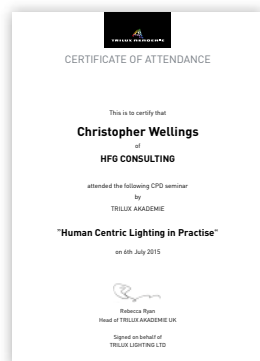 TRILUX AKADEMIE
CERTIFICATE OF ATTENDANCE
This is to certify that
Christopher Wellings
of
HFG CONSULTING
attended the following CPD seminar
by
TRILUX AKADEMIE
"Human Centric Lighting in Practise"
on 6th July 2015
Rebecca Ryan
Head of TRILUX AKADEMIE UK
Signed on behalf of
TRILUX LIGHTING LTD